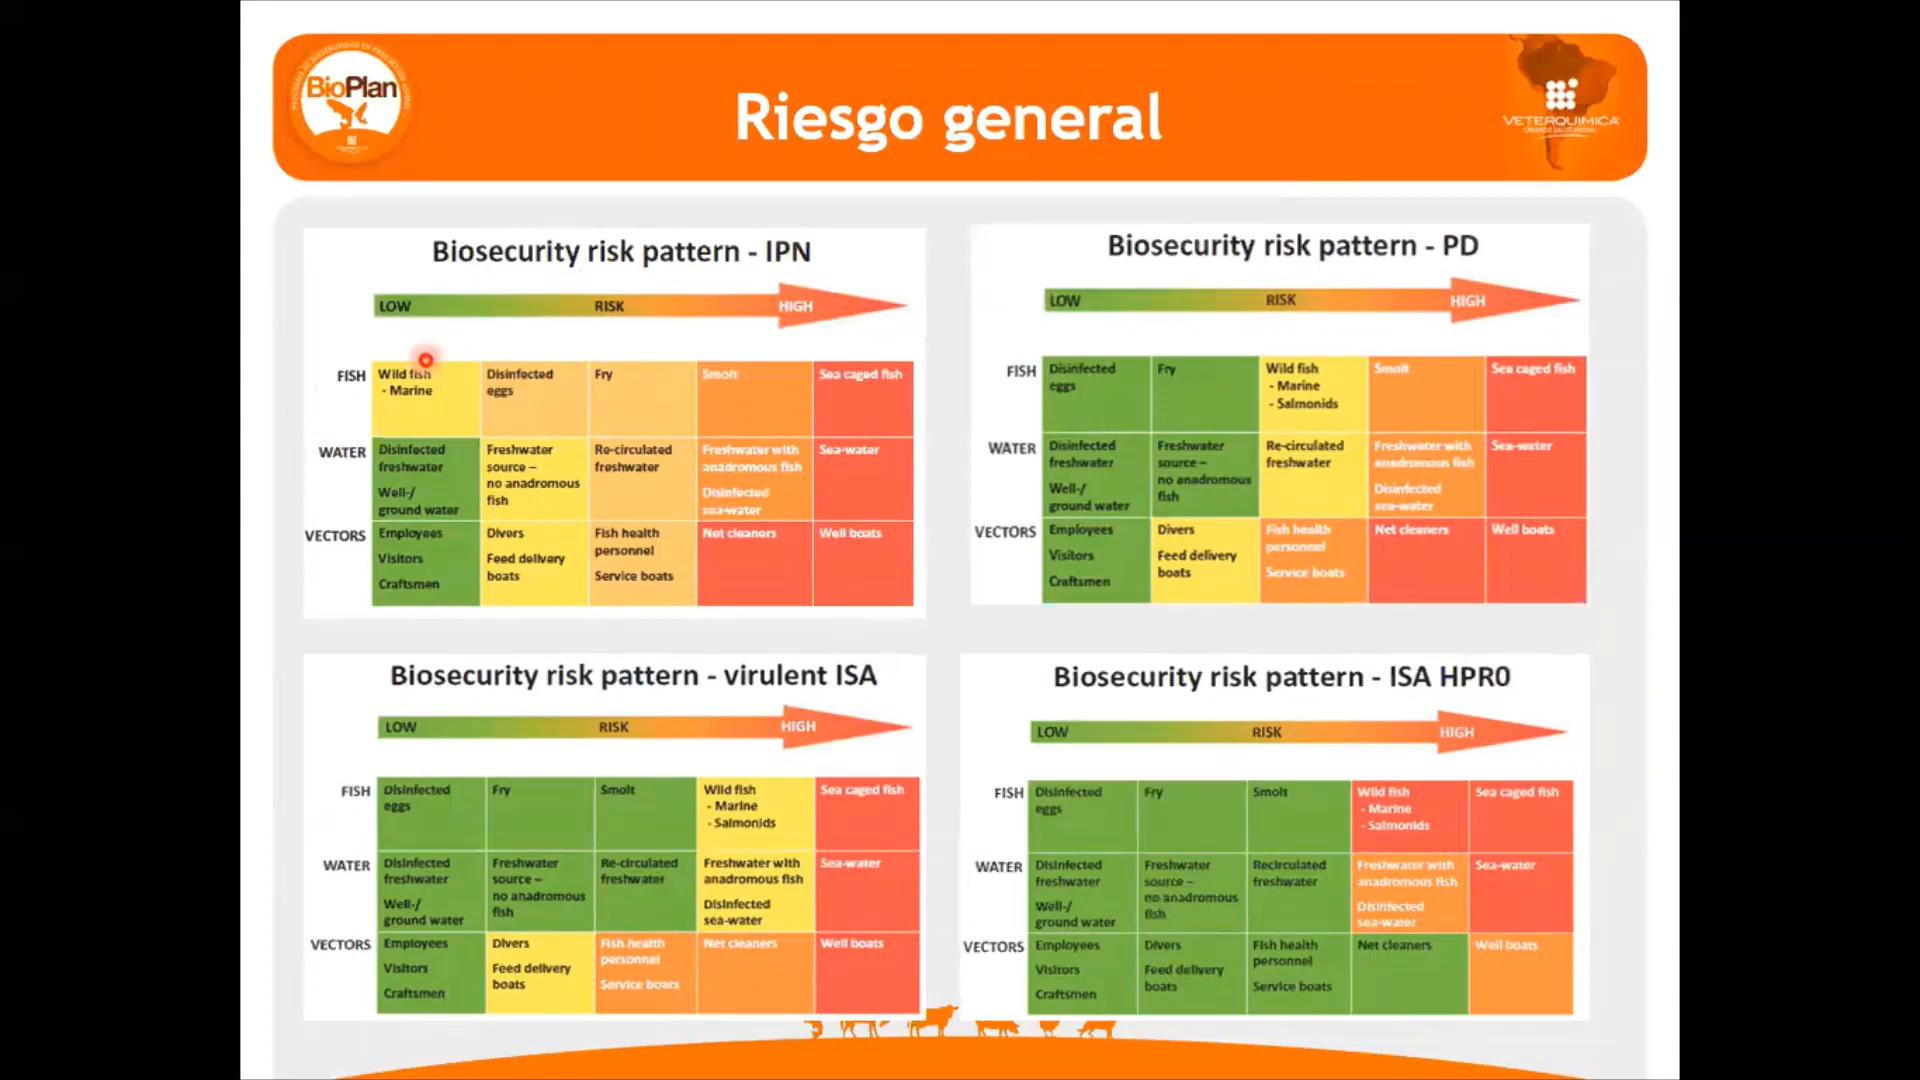 BioPlan
Riesgo general
VETERQUIMICA
Biosecurity risk pattern - IPN
LOW RISK HIGH
FISH
Wild fish
- Marine
Disinfected
eggs
Fry
Smolt
Sea caged fish
WATER
Disinfected
freshwater
Well-/
ground water
Freshwater
source –
no anadromous
fish
Re-circulated
freshwater
Freshwater with
anadromous fish
Disinfected
sea-water
Sea-water
VECTORS
Employees
Visitors
Craftsmen
Divers
Feed delivery
boats
Fish health
personnel
Service boats
Net cleaners
Well boats
Biosecurity risk pattern - PD
LOW RISK HIGH
FISH
Disinfected
eggs
Fry
Wild fish
- Marine
- Salmonids
Smolt
Sea caged fish
WATER
Disinfected
freshwater
Well-/
ground water
Freshwater
source –
no anadromous
fish
Re-circulated
freshwater
Freshwater with
anadromous fish
Disinfected
sea-water
Sea-water
VECTORS
Employees
Visitors
Craftsmen
Divers
Feed delivery
boats
Fish health
personnel
Service boats
Net cleaners
Well boats
Biosecurity risk pattern - virulent ISA
LOW RISK HIGH
FISH
Disinfected
eggs
Fry
Smolt
Wild fish
- Marine
- Salmonids
Sea caged fish
WATER
Disinfected
freshwater
Well-/
ground water
Freshwater
source –
no anadromous
fish
Re-circulated
freshwater
Freshwater with
anadromous fish
Disinfected
sea-water
Sea-water
VECTORS
Employees
Visitors
Craftsmen
Divers
Feed delivery
boats
Fish health
personnel
Service boats
Net cleaners
Well boats
Biosecurity risk pattern - ISA HPR0
LOW RISK HIGH
FISH
Disinfected
eggs
Fry
Smolt
Wild fish
- Marine
- Salmonids
Sea caged fish
WATER
Disinfected
freshwater
Well-/
ground water
Freshwater
source –
no anadromous
fish
Recirculated
freshwater
Freshwater with
anadromous fish
Disinfected
sea-water
Sea-water
VECTORS
Employees
Visitors
Craftsmen
Divers
Feed delivery
boats
Fish health
personnel
Service boats
Net cleaners
Well boats